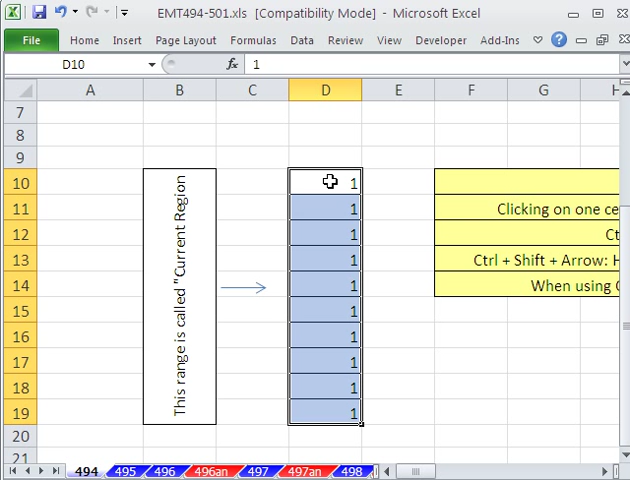 EMT494-501.xls [Compatibility Mode] - Microsoft Excel
File Home Insert Page Layout Formulas Data Review View Developer Add-Ins
D10 fx 1
A B C D E F G H
7
8
9
10 1
11 1 Clicking on one ce
12 1 Ct
13 1 Ctrl + Shift + Arrow: H
14 1 When using C
15 1
16 1
17 1
18 1
19 1
20
21
This range is called "Current Region
494 495 496 496an 497 497an 498